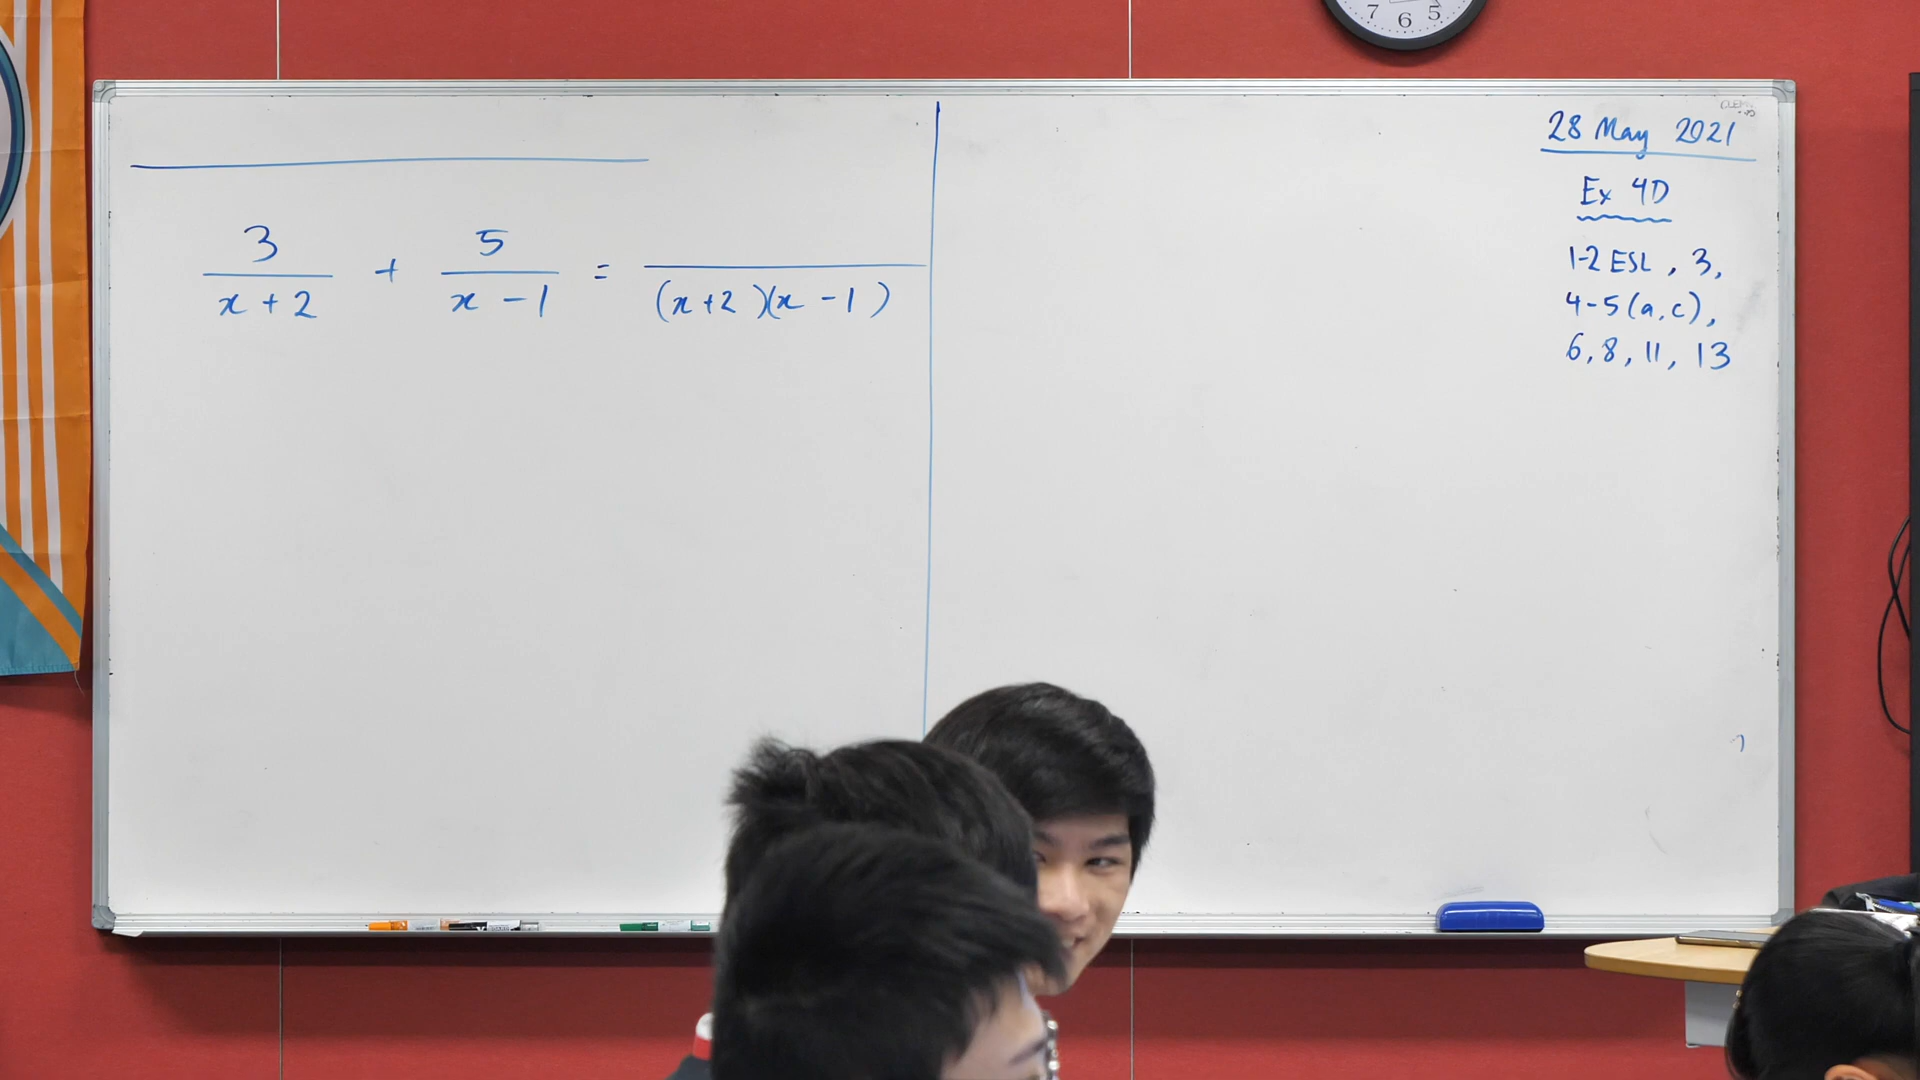 3/(x + 2) + 5/(x - 1) = /((x+2)(x - 1))
28 May 2021
Ex 4D
1-2 ESL, 3,
4-5(a,c),
6, 8, 11, 13
7 6 5